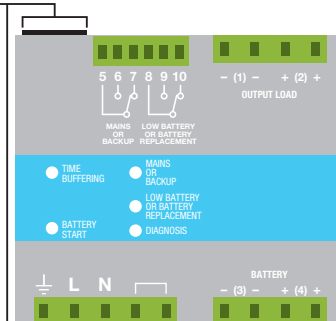 5 6 7 8 9 10
– (1) – + (2) +
OUTPUT LOAD
MAINS
OR
BACKUP
LOW BATTERY
OR BATTERY
REPLACEMENT
TIME
BUFFERING
MAINS
OR
BACKUP
LOW BATTERY
OR BATTERY
REPLACEMENT
BATTERY
START
DIAGNOSIS
L N
BATTERY
– (3) – + (4) +